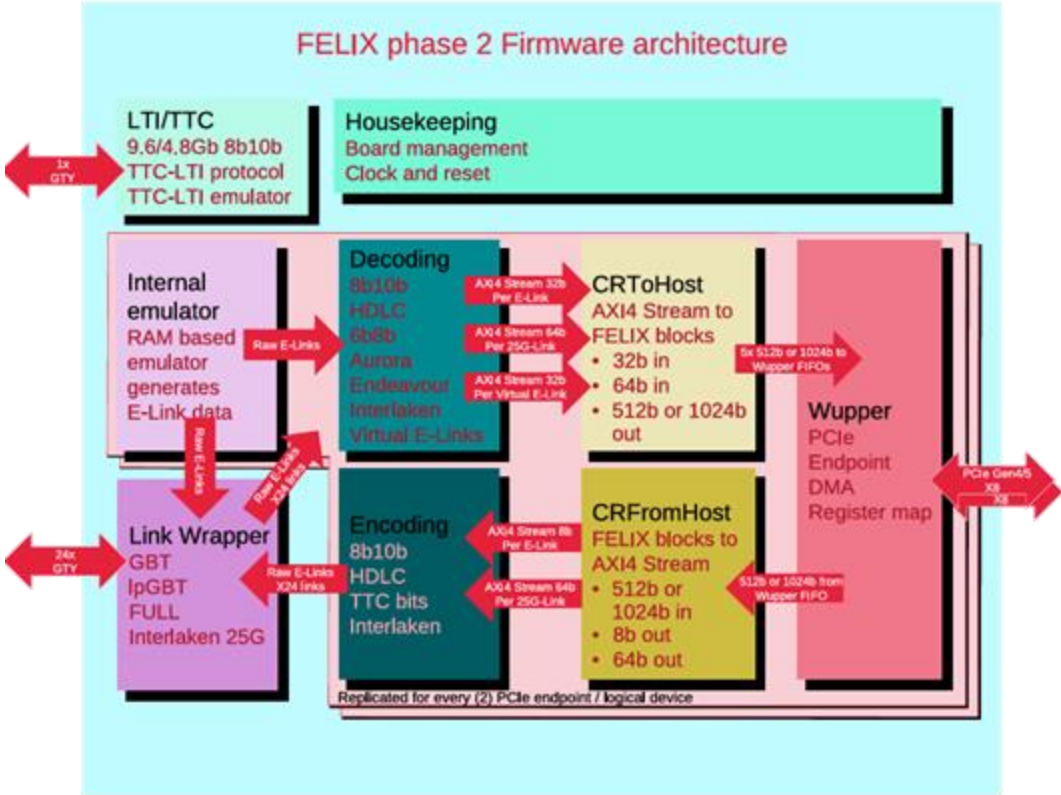 FELIX phase 2 Firmware architecture
LTI/TTC
9.6/4.8Gb 8b10b
TTC-LTI protocol
TTC-LTI emulator
Housekeeping
Board management
Clock and reset
1x
GTY
Internal
emulator
RAM based
emulator
generates
E-Link data
Raw E-Links
Decoding
8b10b
HDLC
6b8b
Aurora
Endeavour
Interlaken
Virtual E-Links
AXI4 Stream 32b
Per E-Link
AXI4 Stream 64b
Per 25G-Link
AXI4 Stream 32b
Per Virtual E-Link
CRToHost
AXI4 Stream to
FELIX blocks
• 32b in
• 64b in
• 512b or 1024b
out
5x 512b or 1024b to
Wupper FIFOs
Wupper
PCIe
Endpoint
DMA
Register map
PCIe Gen4/5
X8
X8
Raw E-Links
Raw E-Links
X24 links
Link Wrapper
GBT
lpGBT
FULL
Interlaken 25G
24x
GTY
Raw E-Links
X24 links
Encoding
8b10b
HDLC
TTC bits
Interlaken
AXI4 Stream 8b
Per E-Link
AXI4 Stream 64b
Per 25G-Link
CRFromHost
FELIX blocks to
AXI4 Stream
• 512b or
1024b in
• 8b out
• 64b out
512b or 1024b from
Wupper FIFO
Replicated for every (2) PCIe endpoint / logical device